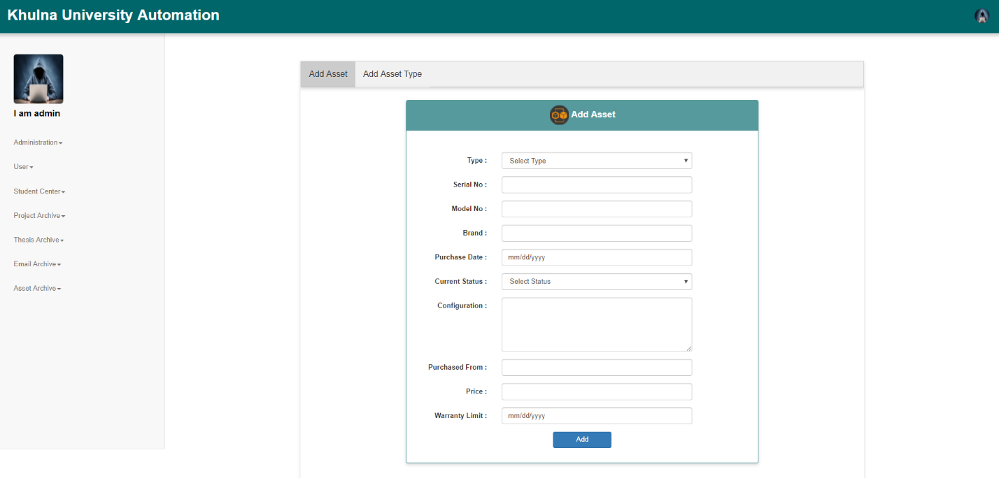 Khulna University Automation
I am admin
Administration
User
Student Center
Project Archive
Thesis Archive
Email Archive
Asset Archive
Add Asset Add Asset Type
Add Asset
Type : Select Type
Serial No :
Model No :
Brand :
Purchase Date : mm/dd/yyyy
Current Status : Select Status
Configuration :
Purchased From :
Price :
Warranty Limit : mm/dd/yyyy
Add